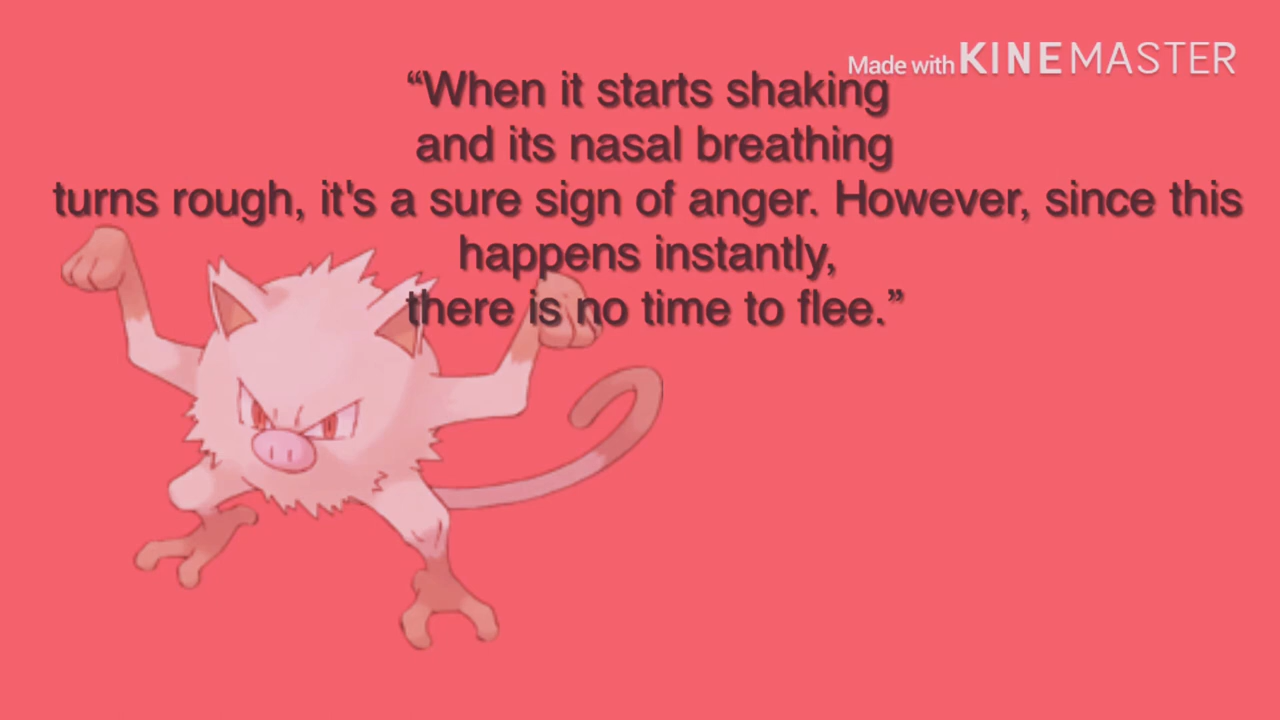 Made with KINEMASTER
“When it starts shaking
and its nasal breathing
turns rough, it's a sure sign of anger. However, since this
happens instantly,
there is no time to flee.”